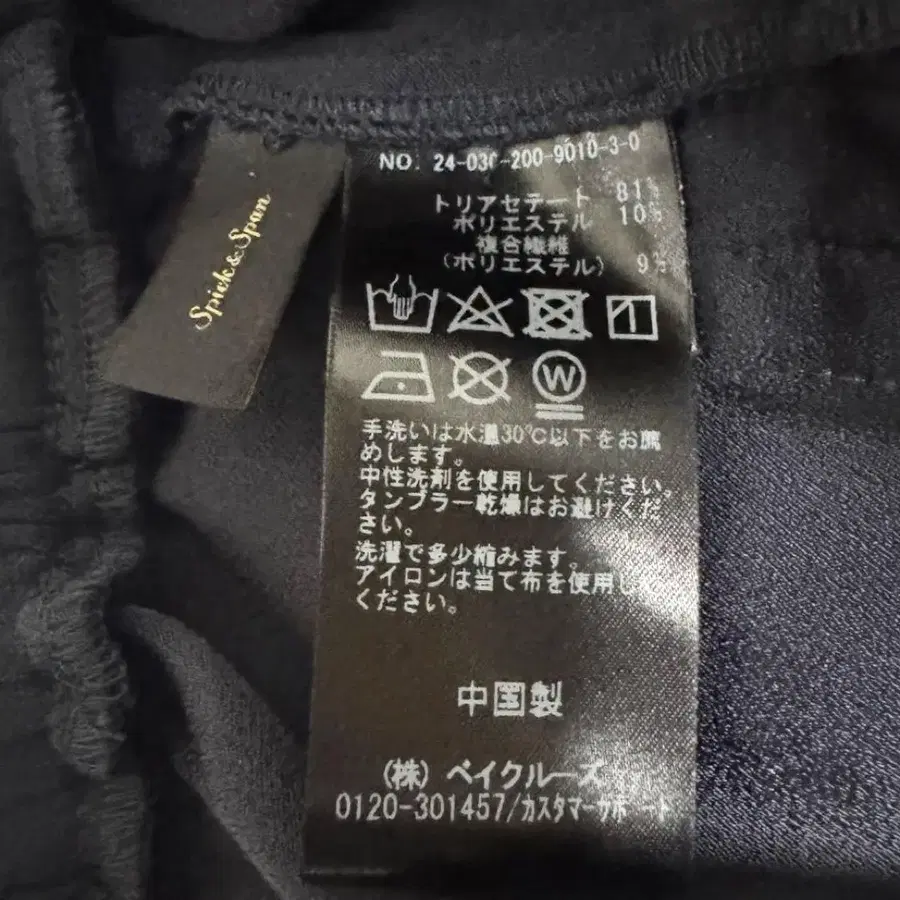 Spick&Span
NO. 24-030-200-9010-3-0
トリアセテート 81%
ポリエステル 10%
複合繊維
(ポリエステル) 9%
W
手洗いは水温30℃以下をお薦
めします。
中性洗剤を使用してください。
タンブラー乾燥はお避けくだ
さい。
洗濯で多少縮みます。
アイロンは当て布を使用して
ください。
中国製
(株) ベイクルーズ
0120-301457/カスタマーサポート